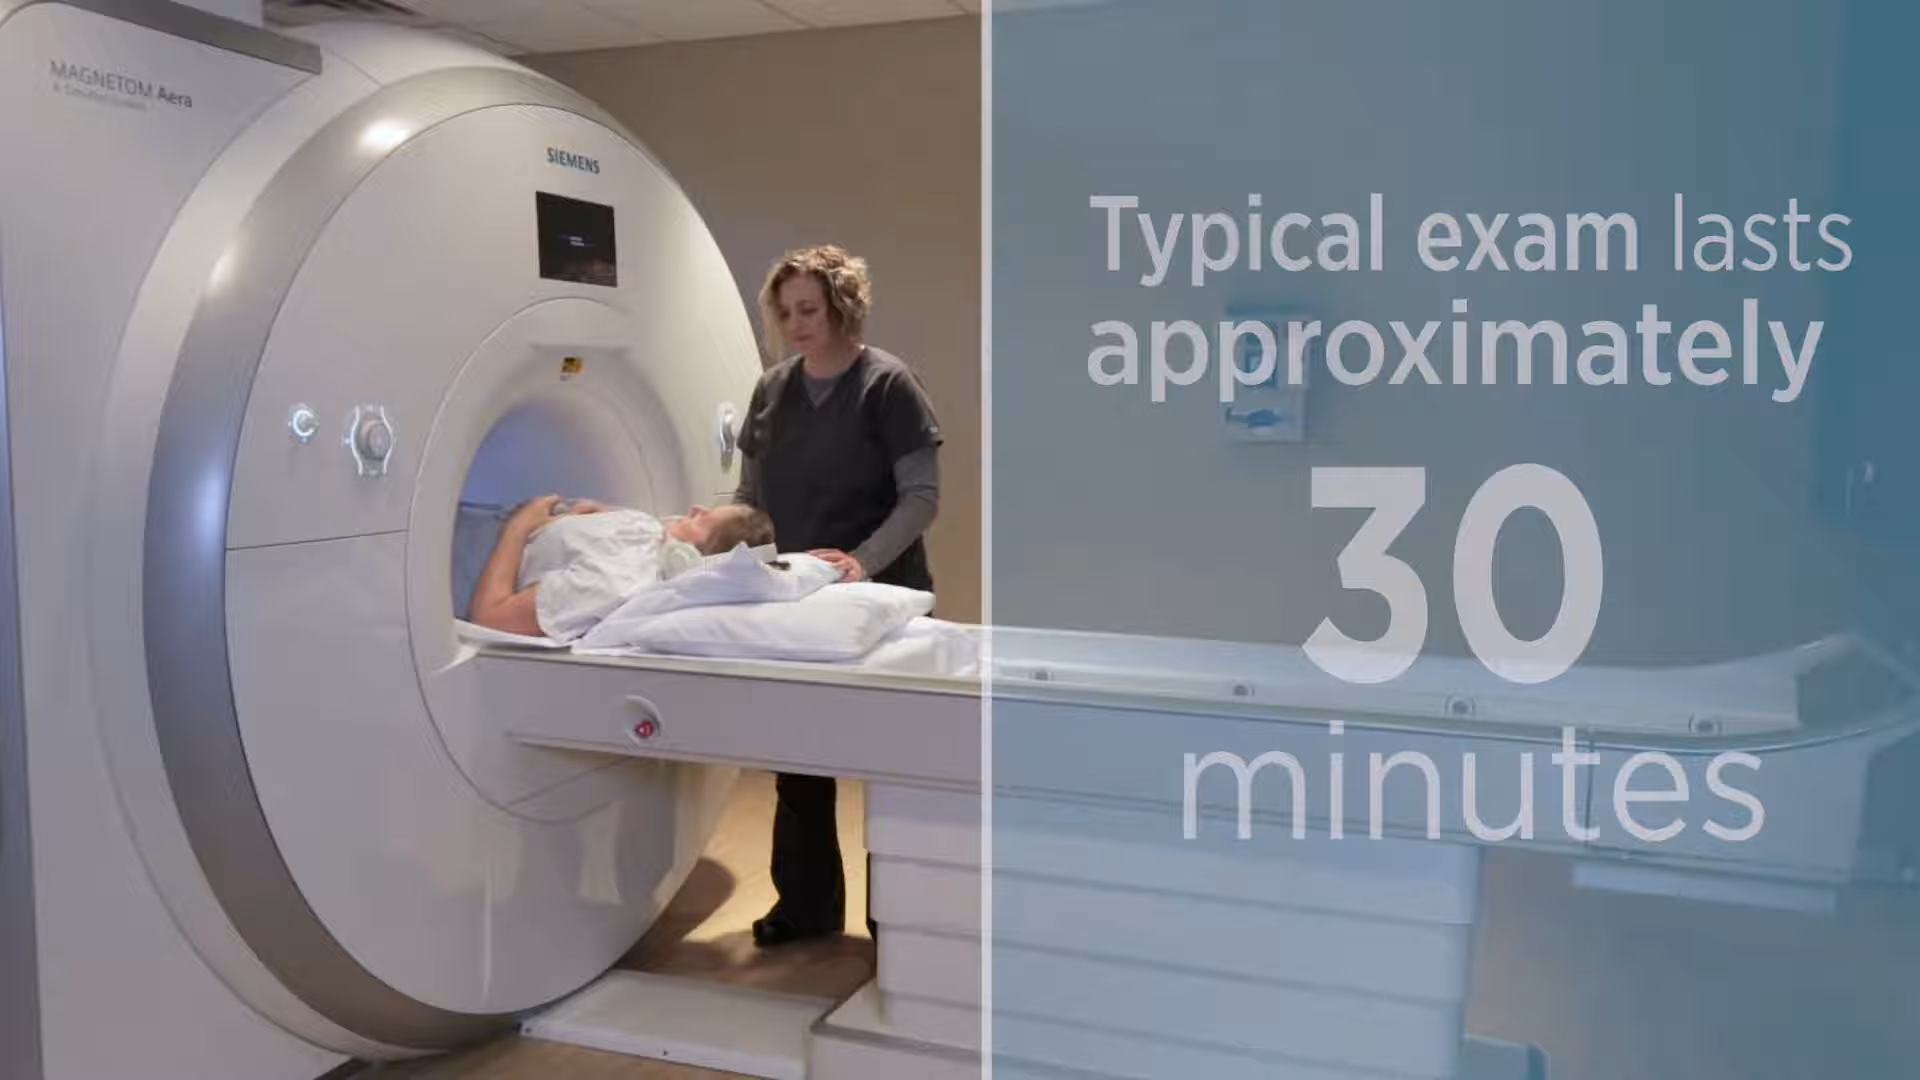 MAGNETOM Aera
SIEMENS
Typical exam lasts
approximately
30
minutes